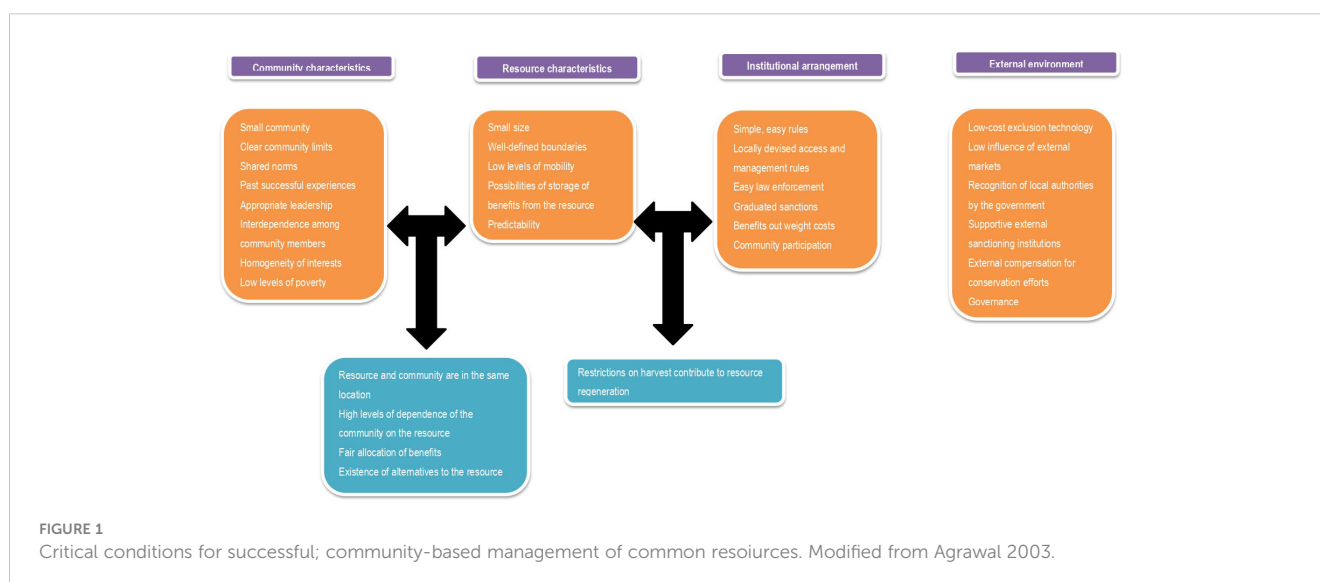 Community characteristics
Resource characteristics
Institutional arrangement
External environment
Small community
Clear community limits
Shared norms
Past successful experiences
Appropriate leadership
Interdependence among
community members
Homogeneity of interests
Low levels of poverty
Small size
Well-defined boundaries
Low levels of mobility
Possibilities of storage of
benefits from the resource
Predictability
Simple, easy rules
Locally devised access and
management rules
Easy law enforcement
Graduated sanctions
Benefits out weight costs
Community participation
Low-cost exclusion technology
Low influence of external
markets
Recognition of local authorities
by the government
Supportive external
sanctioning institutions
External compensation for
conservation efforts
Governance
Resource and community are in the same
location
High levels of dependence of the
community on the resource
Fair allocation of benefits
Existence of alternatives to the resource
Restrictions on harvest contribute to resource
regeneration
FIGURE 1
Critical conditions for successful; community-based management of common resoiurces. Modified from Agrawal 2003.